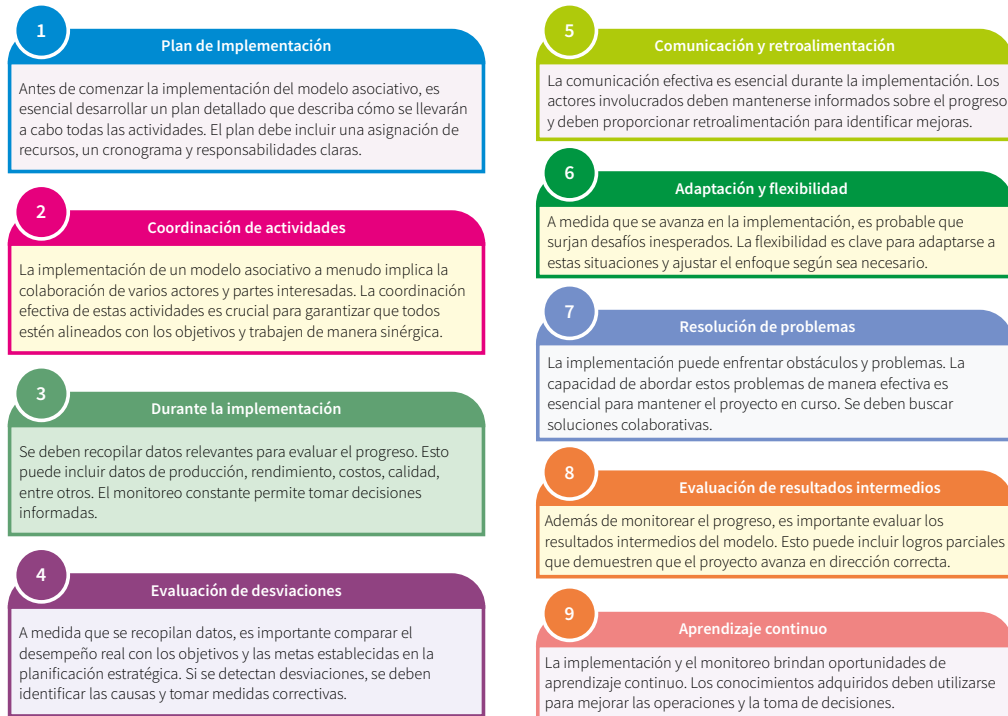 1
Plan de Implementación
Antes de comenzar la implementación del modelo asociativo, es
esencial desarrollar un plan detallado que describa cómo se llevarán
a cabo todas las actividades. El plan debe incluir una asignación de
recursos, un cronograma y responsabilidades claras.
2
Coordinación de actividades
La implementación de un modelo asociativo a menudo implica la
colaboración de varios actores y partes interesadas. La coordinación
efectiva de estas actividades es crucial para garantizar que todos
estén alineados con los objetivos y trabajen de manera sinérgica.
3
Durante la implementación
Se deben recopilar datos relevantes para evaluar el progreso. Esto
puede incluir datos de producción, rendimiento, costos, calidad,
entre otros. El monitoreo constante permite tomar decisiones
informadas.
4
Evaluación de desviaciones
A medida que se recopilan datos, es importante comparar el
desempeño real con los objetivos y las metas establecidas en la
planificación estratégica. Si se detectan desviaciones, se deben
identificar las causas y tomar medidas correctivas.
5
Comunicación y retroalimentación
La comunicación efectiva es esencial durante la implementación. Los
actores involucrados deben mantenerse informados sobre el progreso
y deben proporcionar retroalimentación para identificar mejoras.
6
Adaptación y flexibilidad
A medida que se avanza en la implementación, es probable que
surjan desafíos inesperados. La flexibilidad es clave para adaptarse a
estas situaciones y ajustar el enfoque según sea necesario.
7
Resolución de problemas
La implementación puede enfrentar obstáculos y problemas. La
capacidad de abordar estos problemas de manera efectiva es
esencial para mantener el proyecto en curso. Se deben buscar
soluciones colaborativas.
8
Evaluación de resultados intermedios
Además de monitorear el progreso, es importante evaluar los
resultados intermedios del modelo. Esto puede incluir logros parciales
que demuestren que el proyecto avanza en dirección correcta.
9
Aprendizaje continuo
La implementación y el monitoreo brindan oportunidades de
aprendizaje continuo. Los conocimientos adquiridos deben utilizarse
para mejorar las operaciones y la toma de decisiones.